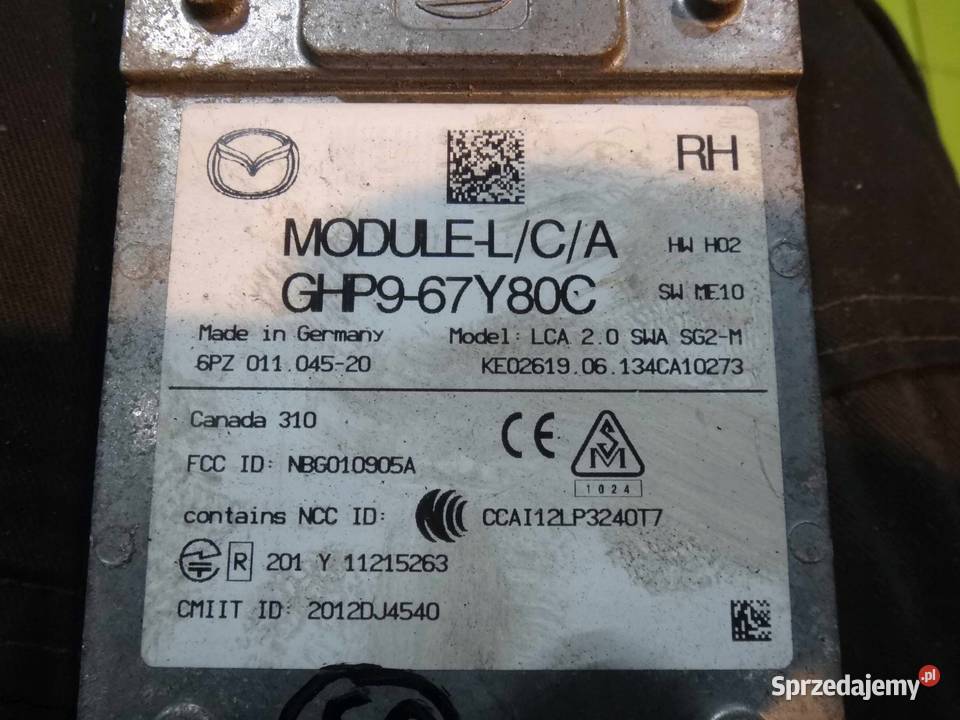 RH
MODULE-L/C/A HW H02
GHP9-67Y80C SW ME10
Made in Germany Model: LCA 2.0 SWA SG2-M
6PZ 011.045-20 KE02619.06.134CA10273
Canada 310
CE
SM
1024
FCC ID: NBG010905A
contains NCC ID: CCAI12LP3240T7
R 201 Y 11215263
CMIIT ID: 2012DJ4540
Sprzedajemy.pl